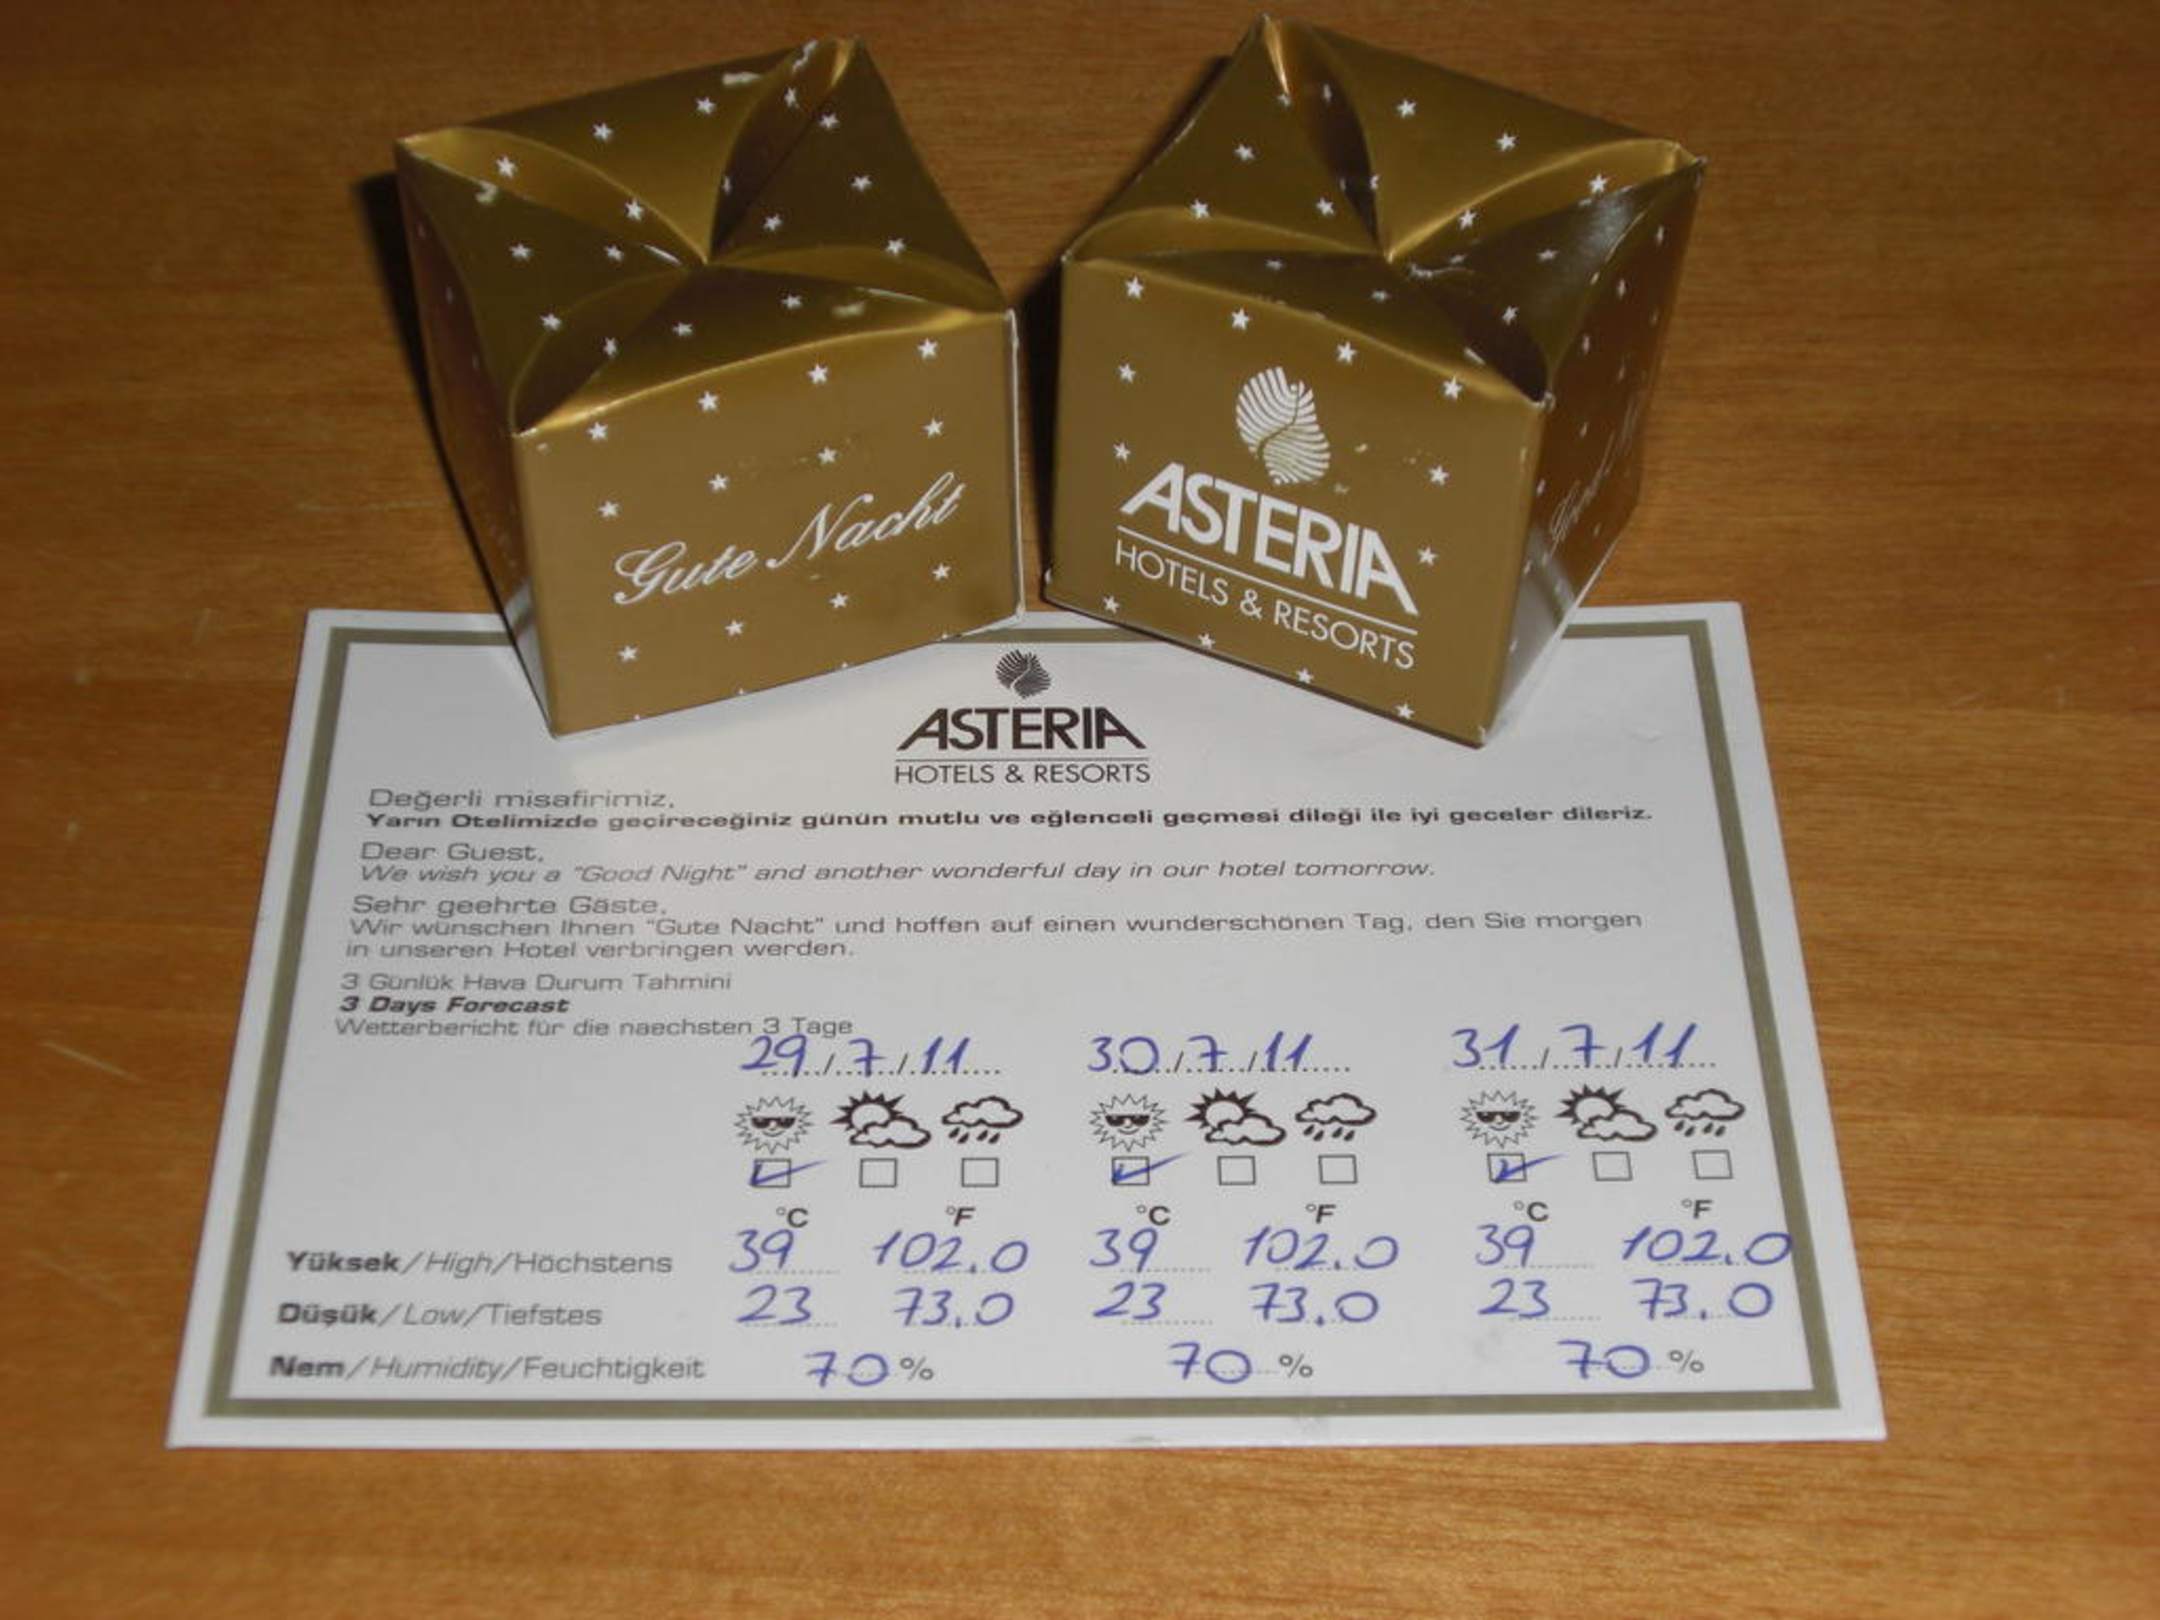 Gute Nacht
ASTERIA
HOTELS & RESORTS
ASTERIA
HOTELS & RESORTS
Değerli misafirimiz,
Yarın Otelimizde geçireceğiniz günün mutlu ve eğlenceli geçmesi dileği ile iyi geceler dileriz.
Dear Guest,
We wish you a "Good Night" and another wonderful day in our hotel tomorrow.
Sehr geehrte Gäste,
Wir wünschen Ihnen "Gute Nacht" und hoffen auf einen wunderschönen Tag, den Sie morgen
in unseren Hotel verbringen werden.
3 Günlük Hava Durum Tahmini
3 Days Forecast
Wetterbericht für die naechsten 3 Tage
29/7/11 30/7/11 31/7/11
°C °F °C °F °C °F
Yüksek/High/Höchstens 39 102.0 39 102.0 39 102.0
Düşük/Low/Tiefstes 23 73.0 23 73.0 23 73.0
Nem/Humidity/Feuchtigkeit 70% 70% 70%